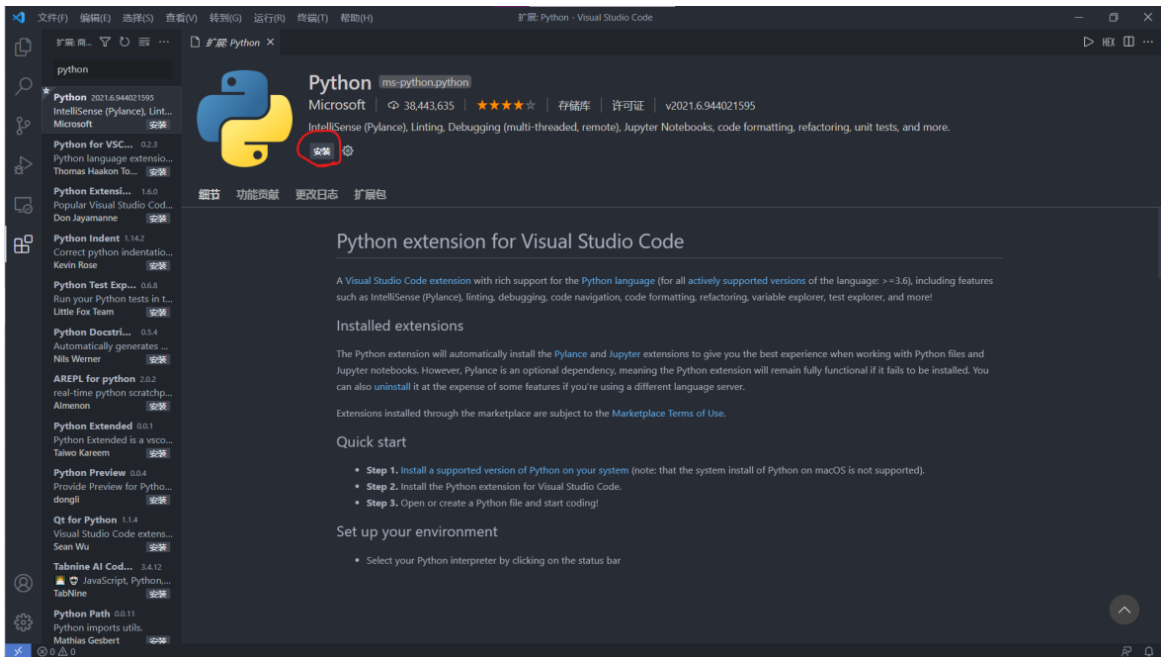 文件(F) 编辑(E) 选择(S) 查看(V) 转到(G) 运行(R) 终端(T) 帮助(H)
扩展: Python - Visual Studio Code
扩展: 商... ···
扩展: Python ×
HEX ···
python
Python 2021.6.944021595
IntelliSense (Pylance), Lint...
Microsoft 安装
Python for VSC... 0.2.3
Python language extensio...
Thomas Haakon To... 安装
Python Extensi... 1.6.0
Popular Visual Studio Cod...
Don Jayamanne 安装
Python Indent 1.14.2
Correct python indentatio...
Kevin Rose 安装
Python Test Exp... 0.6.8
Run your Python tests in t...
Little Fox Team 安装
Python Docstri... 0.5.4
Automatically generates ...
Nils Werner 安装
AREPL for python 2.0.2
real-time python scratchp...
Almenon 安装
Python Extended 0.0.1
Python Extended is a vsco...
Taiwo Kareem 安装
Python Preview 0.0.4
Provide Preview for Pytho...
dongli 安装
Qt for Python 1.1.4
Visual Studio Code extens...
Sean Wu 安装
Tabnine AI Cod... 3.4.12
JavaScript, Python,...
TabNine 安装
Python Path 0.0.11
Python imports utils.
Mathias Gesbert 安装
Python ms-python.python
Microsoft 38,443,635 ★★★★☆ 存储库 许可证 v2021.6.944021595
IntelliSense (Pylance), Linting, Debugging (multi-threaded, remote), Jupyter Notebooks, code formatting, refactoring, unit tests, and more.
安装
细节 功能贡献 更改日志 扩展包
Python extension for Visual Studio Code
A Visual Studio Code extension with rich support for the Python language (for all actively supported versions of the language: >=3.6), including features
such as IntelliSense (Pylance), linting, debugging, code navigation, code formatting, refactoring, variable explorer, test explorer, and more!
Installed extensions
The Python extension will automatically install the Pylance and Jupyter extensions to give you the best experience when working with Python files and
Jupyter notebooks. However, Pylance is an optional dependency, meaning the Python extension will remain fully functional if it fails to be installed. You
can also uninstall it at the expense of some features if you're using a different language server.
Extensions installed through the marketplace are subject to the Marketplace Terms of Use.
Quick start
• Step 1. Install a supported version of Python on your system (note: that the system install of Python on macOS is not supported).
• Step 2. Install the Python extension for Visual Studio Code.
• Step 3. Open or create a Python file and start coding!
Set up your environment
• Select your Python interpreter by clicking on the status bar
0 0